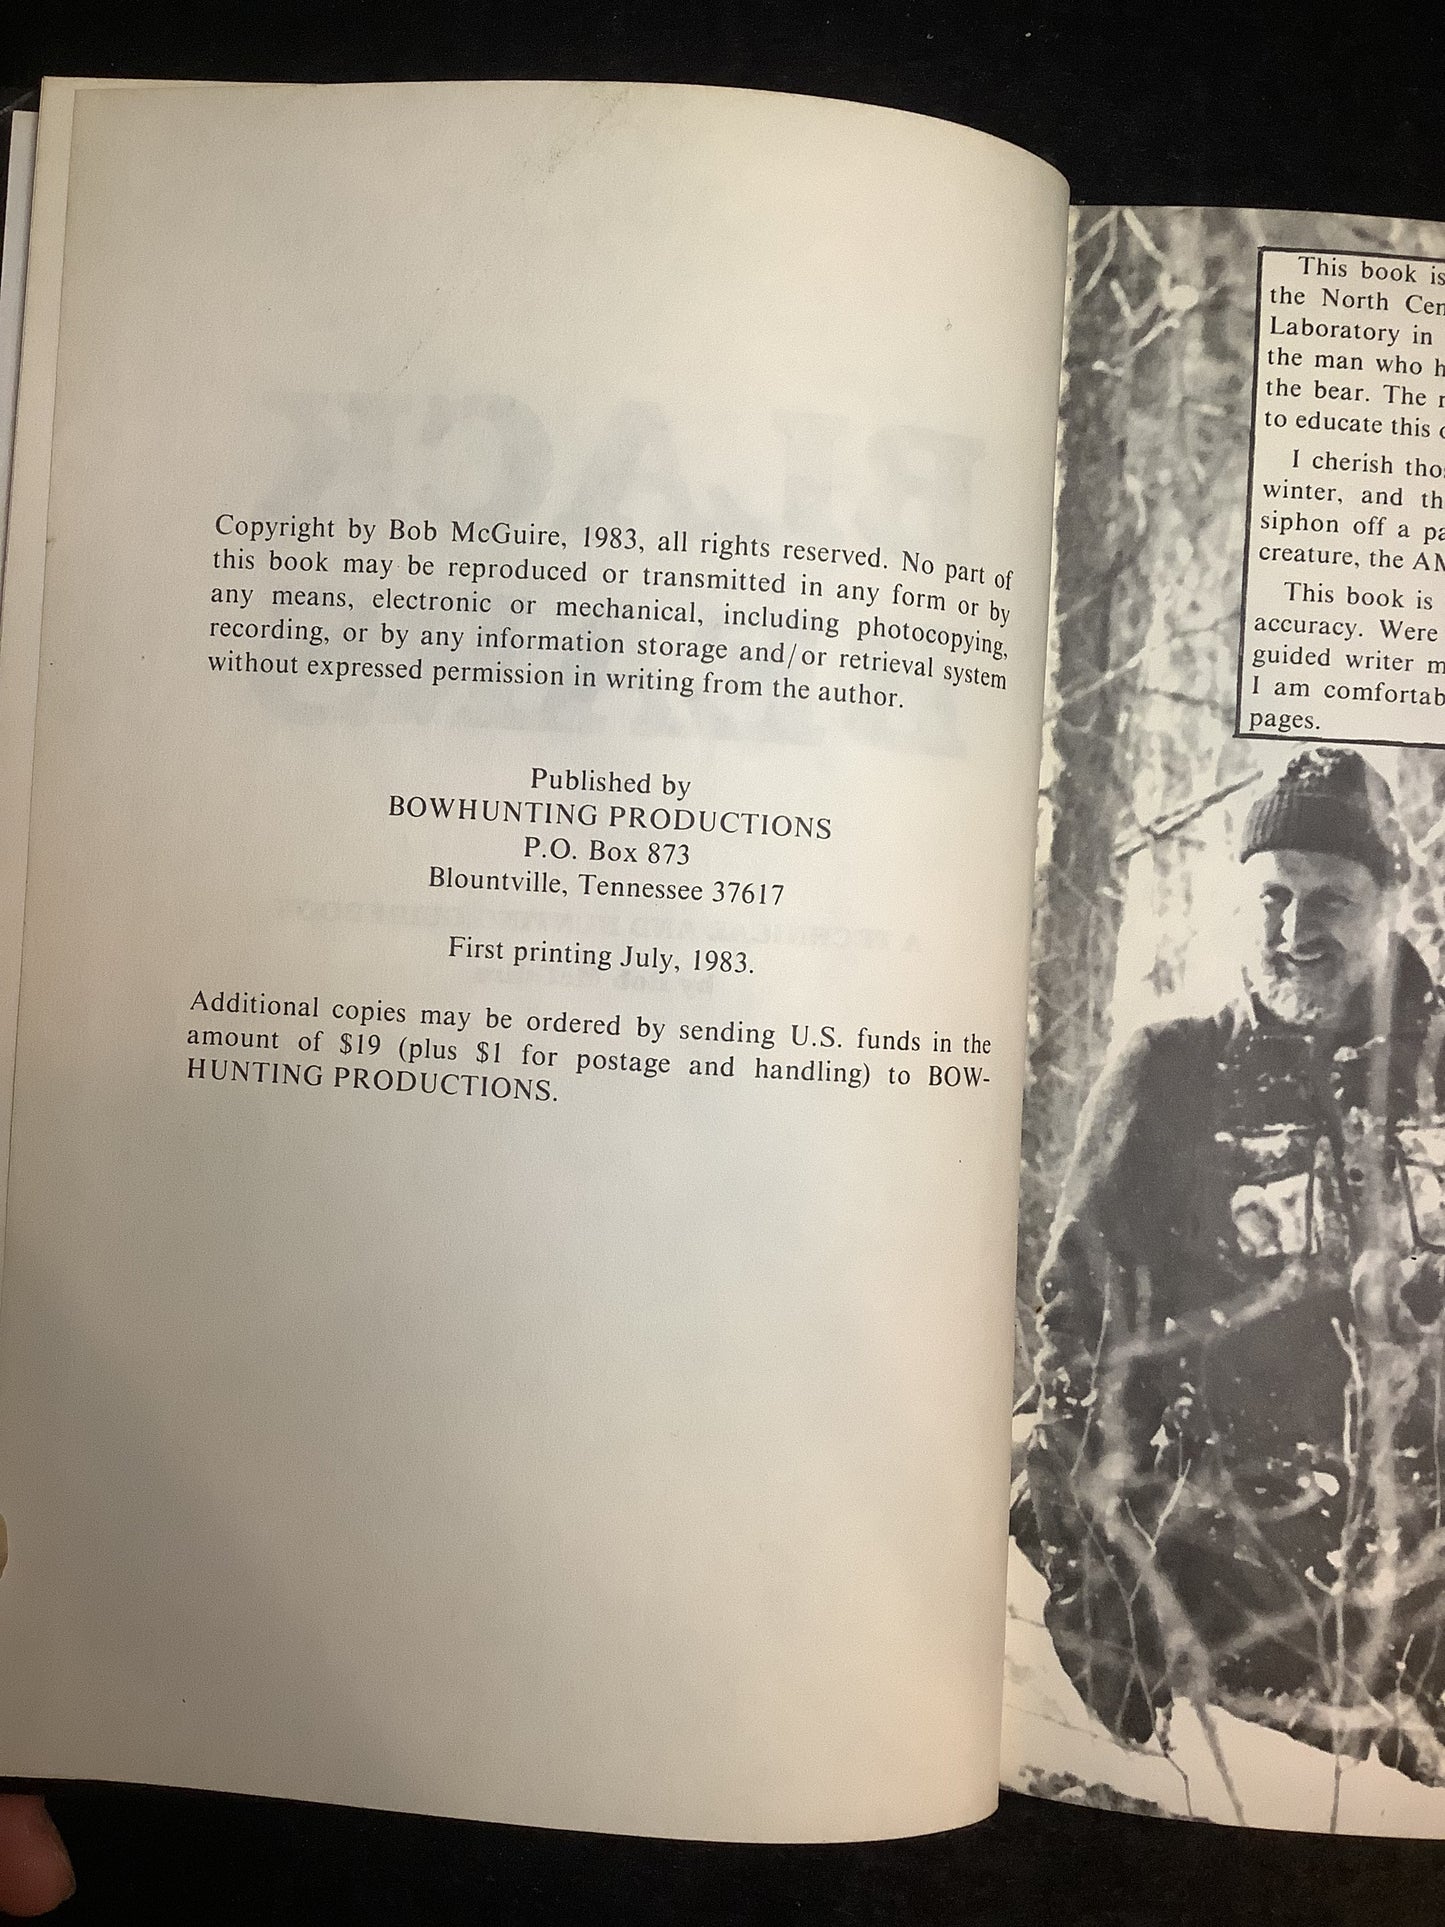 Copyright by Bob McGuire, 1983, all rights reserved. No part of
this book may be reproduced or transmitted in any form or by
any means, electronic or mechanical, including photocopying,
recording, or by any information storage and/or retrieval system
without expressed permission in writing from the author.
Published by
BOWHUNTING PRODUCTIONS
P.O. Box 873
Blountville, Tennessee 37617
First printing July, 1983.
Additional copies may be ordered by sending U.S. funds in the
amount of $19 (plus $1 for postage and handling) to BOW-
HUNTING PRODUCTIONS.
This book is
the North
Laboratory in
the man who
the bear. The
to educate this
I cherish
winter, and
siphon off a
creature, the
This book is
accuracy. Were
guided writer
I am
pages.